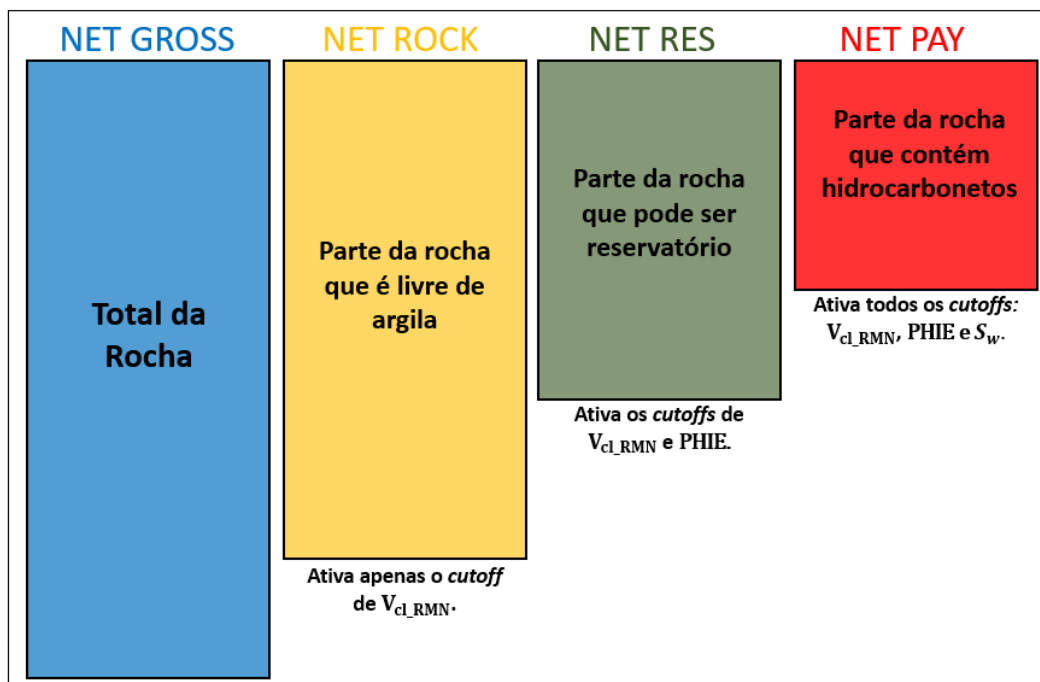 NET GROSS
Total da
Rocha
NET ROCK
Parte da rocha
que é livre de
argila
Ativa apenas o cutoff
de Vcl_RMN.
NET RES
Parte da rocha
que pode ser
reservatório
Ativa os cutoffs de
Vcl_RMN e PHIE.
NET PAY
Parte da rocha
que contém
hidrocarbonetos
Ativa todos os cutoffs:
Vcl_RMN, PHIE e Sw.